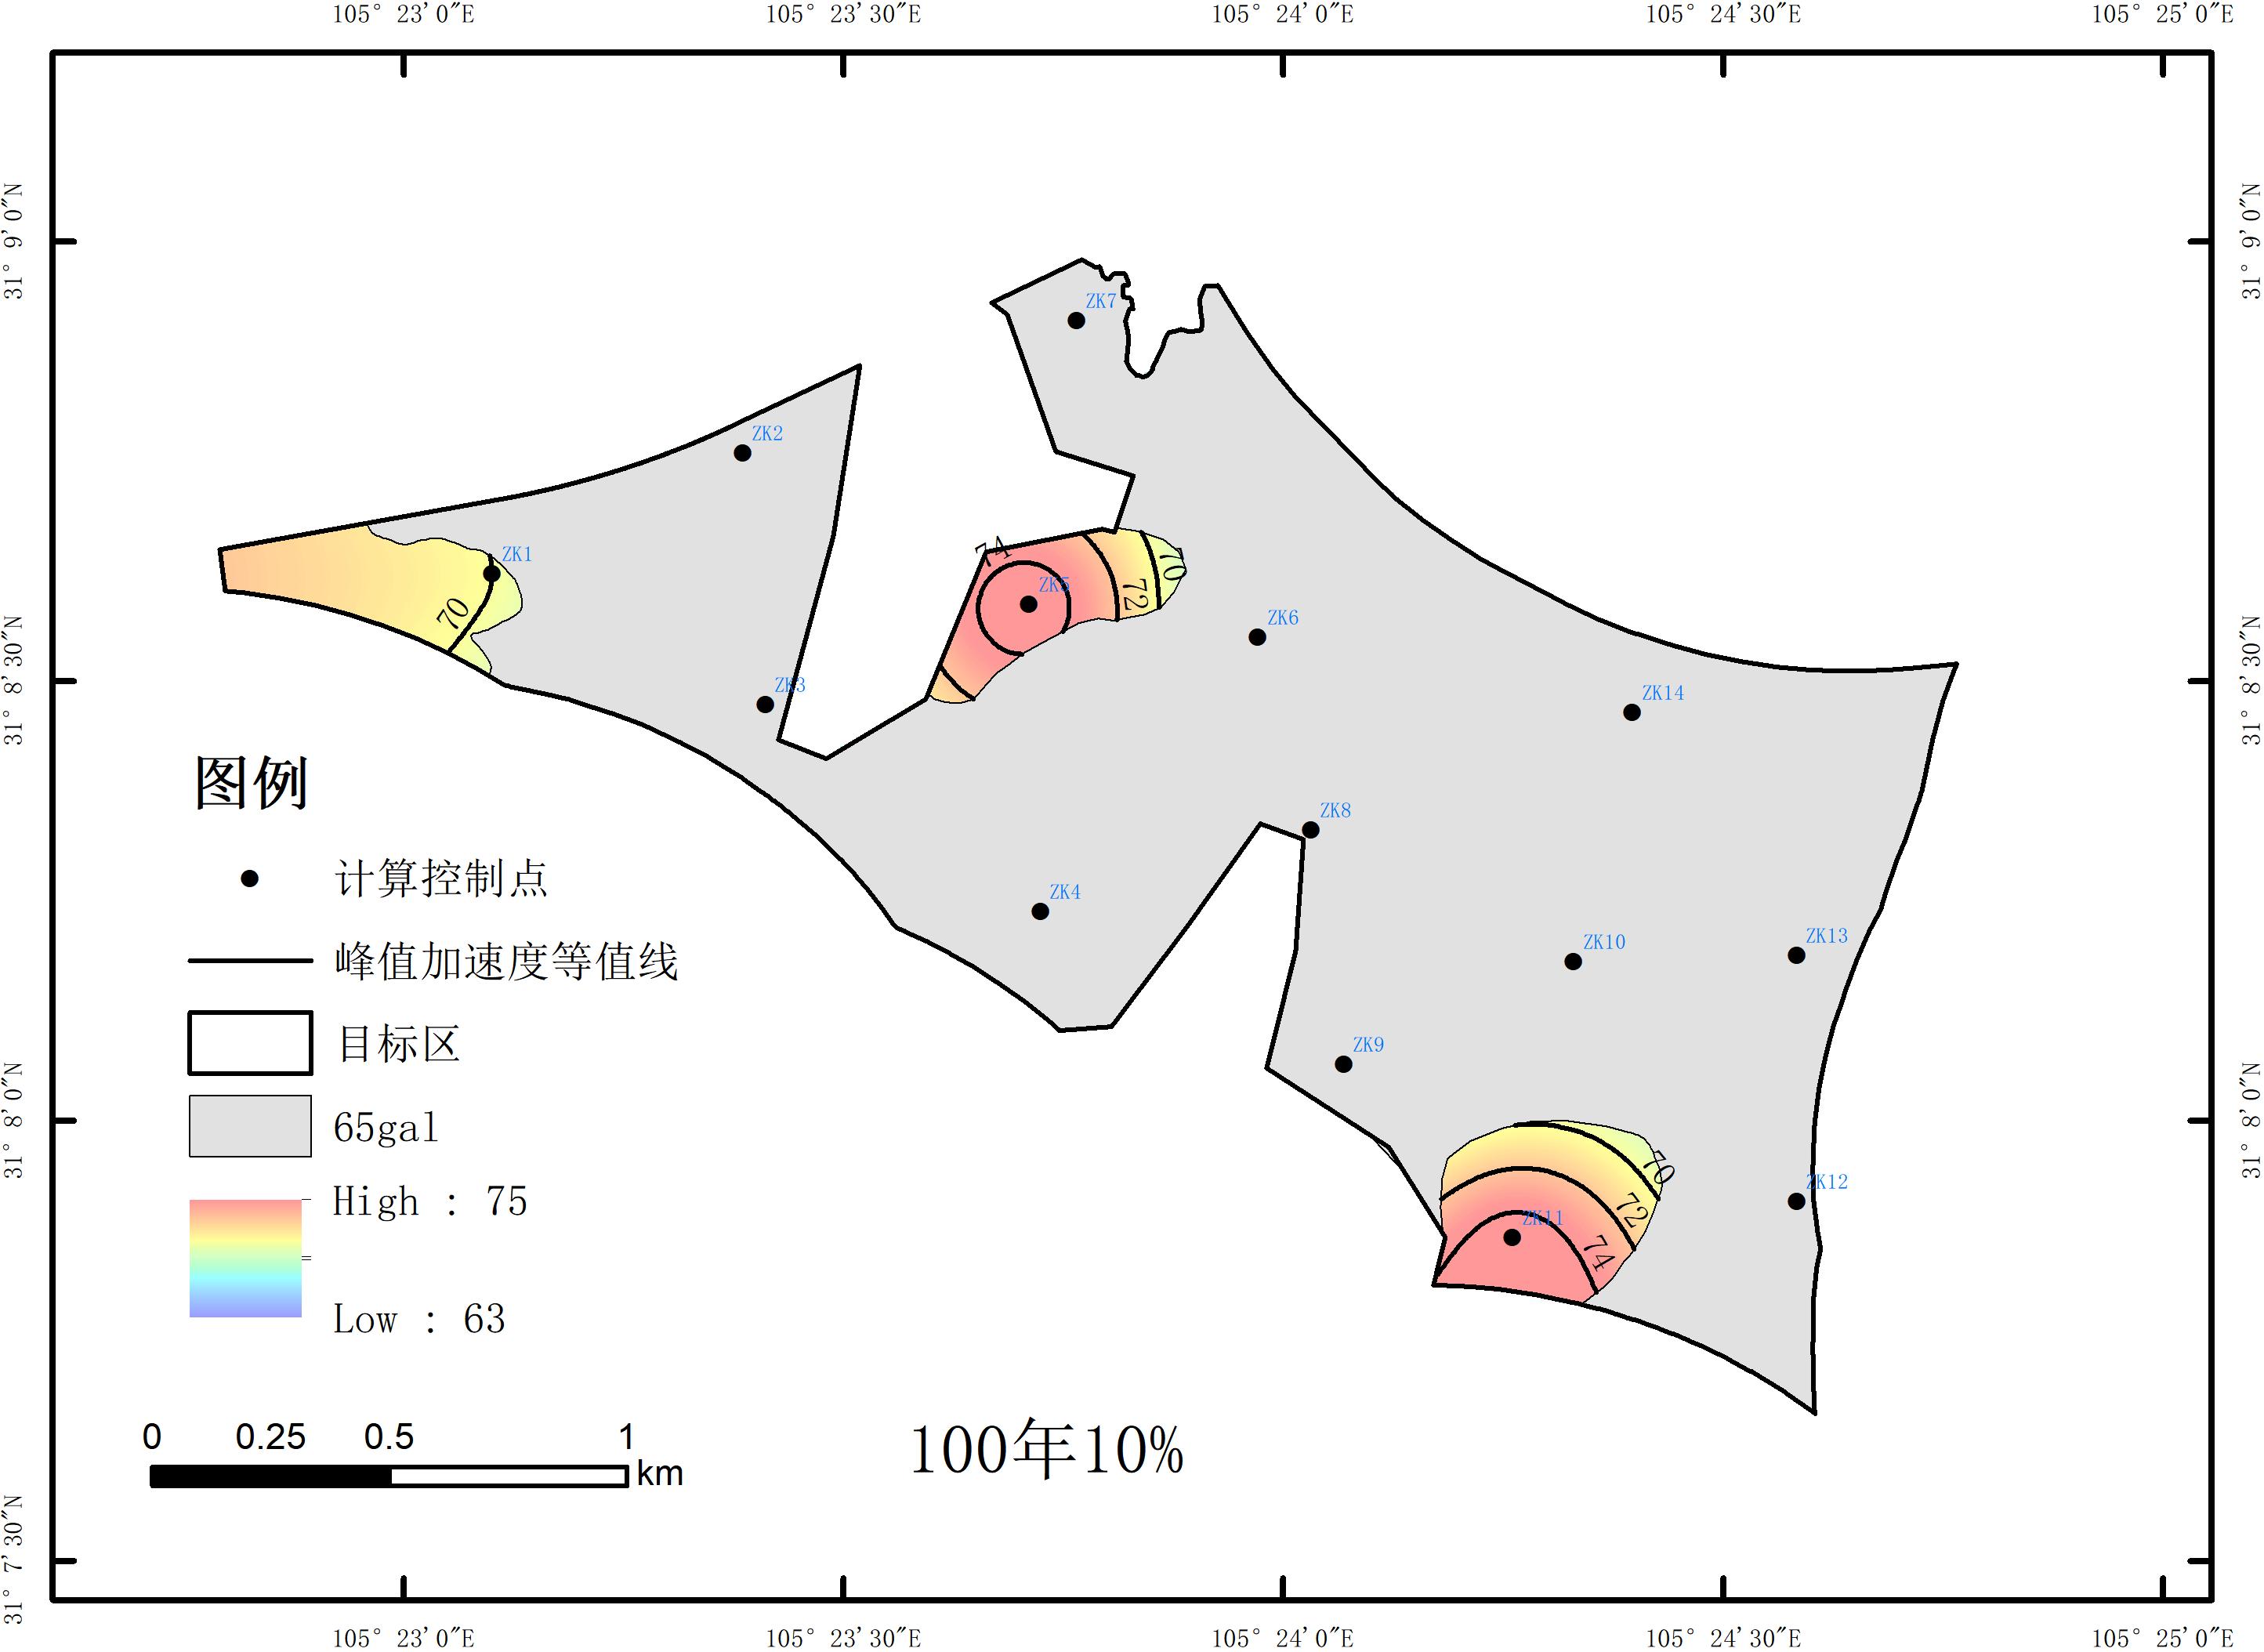 105° 23'0"E
105° 23'30"E
105° 24'0"E
105° 24'30"E
105° 25'0"E
31° 9'0"N
31° 9'0"N
ZK7
ZK2
74
ZK1
70
72
ZK5
70
ZK6
31° 8'30"N
31° 8'30"N
ZK3
ZK14
图例
ZK8
计算控制点
ZK4
ZK10
ZK13
峰值加速度等值线
目标区
ZK9
65gal
31° 8'0"N
31° 8'0"N
70
ZK12
High : 75
72
ZK11
74
Low : 63
0 0.25 0.5 1
km
100年10%
31° 7'30"N
105° 23'0"E
105° 23'30"E
105° 24'0"E
105° 24'30"E
105° 25'0"E